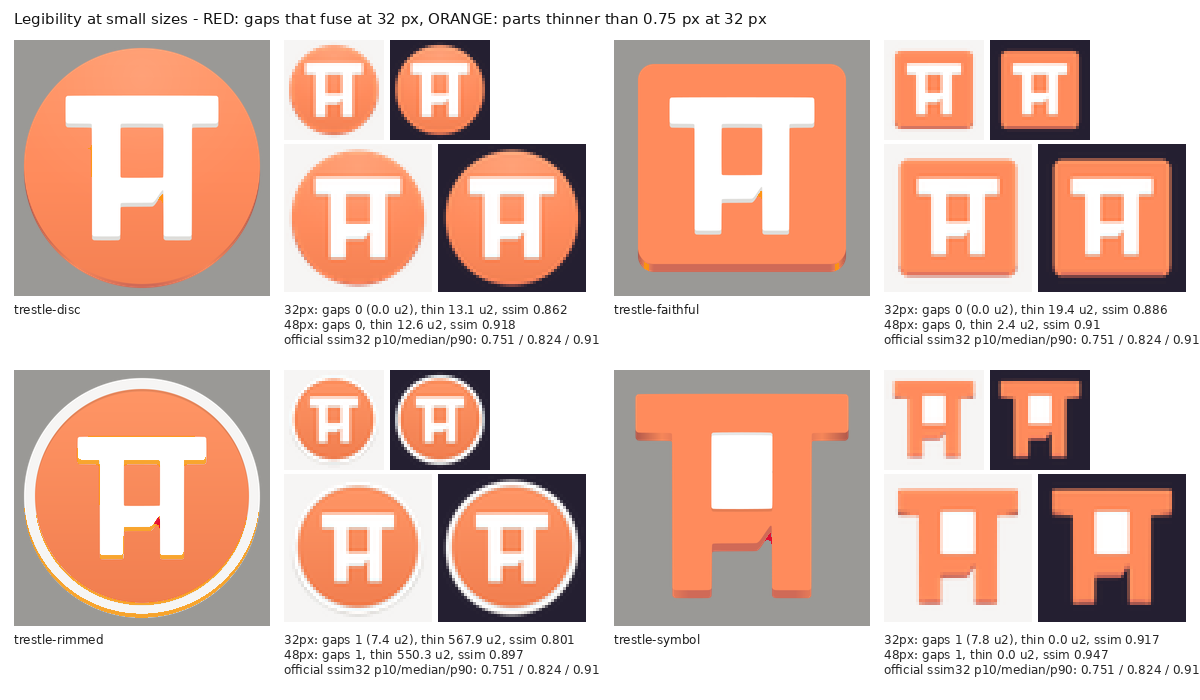 Legibility at small sizes - RED: gaps that fuse at 32 px, ORANGE: parts thinner than 0.75 px at 32 px
trestle-disc
32px: gaps 0 (0.0 u2), thin 13.1 u2, ssim 0.862
48px: gaps 0, thin 12.6 u2, ssim 0.918
official ssim32 p10/median/p90: 0.751 / 0.824 / 0.91
trestle-faithful
32px: gaps 0 (0.0 u2), thin 19.4 u2, ssim 0.886
48px: gaps 0, thin 2.4 u2, ssim 0.91
official ssim32 p10/median/p90: 0.751 / 0.824 / 0.91
trestle-rimmed
32px: gaps 1 (7.4 u2), thin 567.9 u2, ssim 0.801
48px: gaps 1, thin 550.3 u2, ssim 0.897
official ssim32 p10/median/p90: 0.751 / 0.824 / 0.91
trestle-symbol
32px: gaps 1 (7.8 u2), thin 0.0 u2, ssim 0.917
48px: gaps 1, thin 0.0 u2, ssim 0.947
official ssim32 p10/median/p90: 0.751 / 0.824 / 0.91